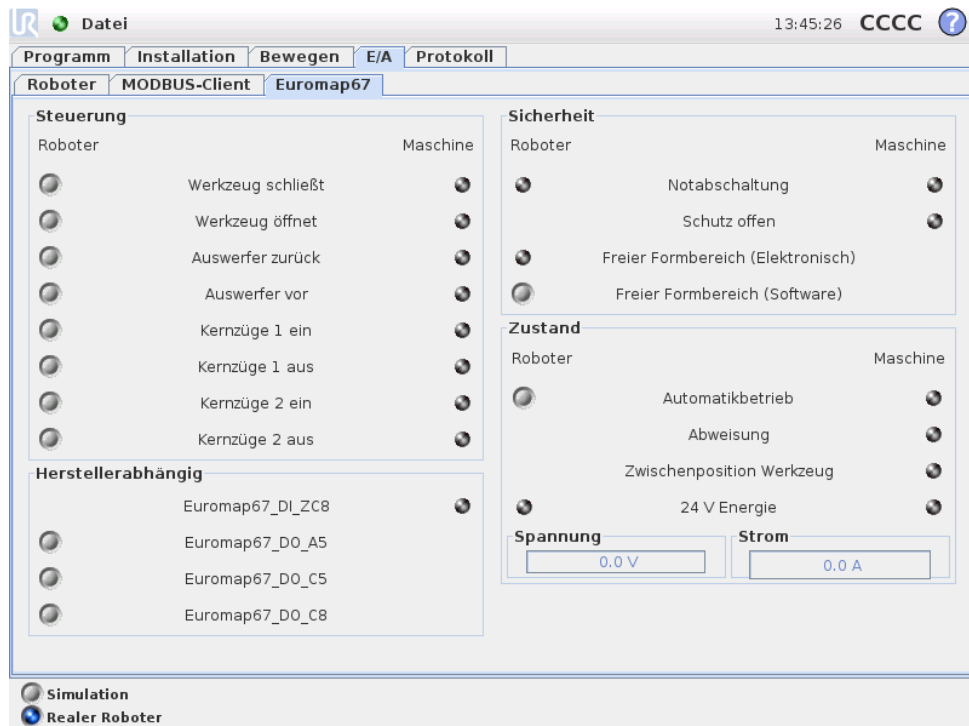 UR Datei 13:45:26 CCCC ?
Programm Installation Bewegen E/A Protokoll
Roboter MODBUS-Client Euromap67
Steuerung
Roboter Maschine
Werkzeug schließt
Werkzeug öffnet
Auswerfer zurück
Auswerfer vor
Kernzüge 1 ein
Kernzüge 1 aus
Kernzüge 2 ein
Kernzüge 2 aus
Herstellerabhängig
Euromap67_DI_ZC8
Euromap67_DO_A5
Euromap67_DO_C5
Euromap67_DO_C8
Sicherheit
Roboter Maschine
Notabschaltung
Schutz offen
Freier Formbereich (Elektronisch)
Freier Formbereich (Software)
Zustand
Roboter Maschine
Automatikbetrieb
Abweisung
Zwischenposition Werkzeug
24 V Energie
Spannung Strom
0.0 V 0.0 A
Simulation
Realer Roboter